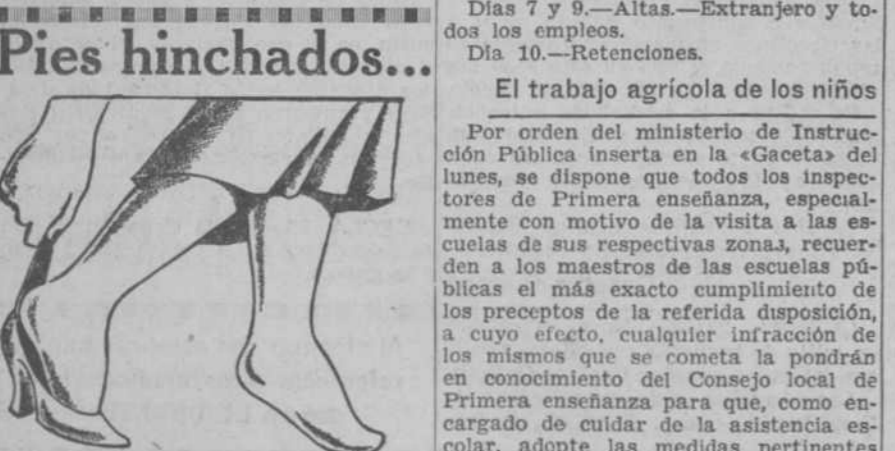 Pies hinchados...
Días 7 y 9.—Altas.—Extranjero y to-
dos los empleos.
Día 10.—Retenciones.
El trabajo agrícola de los niños
Por orden del ministerio de Instruc-
ción Pública inserta en la «Gaceta» del
lunes, se dispone que todos los inspec-
tores de Primera enseñanza, especial-
mente con motivo de la visita a las es-
cuelas de sus respectivas zonas, recuer-
den a los maestros de las escuelas pú-
blicas el más exacto cumplimiento de
los preceptos de la referida disposición,
a cuyo efecto, cualquier infracción de
los mismos que se cometa la pondrán
en conocimiento del Consejo local de
Primera enseñanza para que, como en-
cargado de cuidar de la asistencia es-
colar, adopte las medidas pertinentes